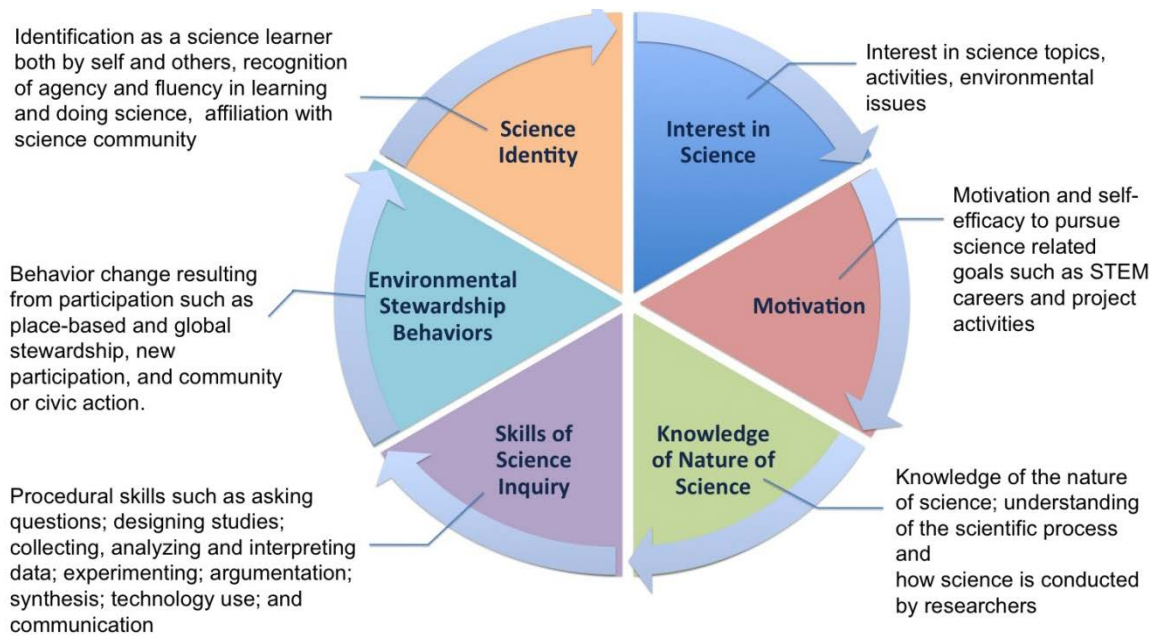 Identification as a science learner
both by self and others, recognition
of agency and fluency in learning
and doing science,  affiliation with
science community
Science
Identity
Interest in
Science
Interest in science topics,
activities, environmental
issues
Motivation
Motivation and self-
efficacy to pursue
science related
goals such as STEM
careers and project
activities
Knowledge
of Nature of
Science
Knowledge of the nature
of science; understanding
of the scientific process
and
how science is conducted
by researchers
Skills of
Science
Inquiry
Procedural skills such as asking
questions; designing studies;
collecting, analyzing and interpreting
data; experimenting; argumentation;
synthesis; technology use; and
communication
Environmental
Stewardship
Behaviors
Behavior change resulting
from participation such as
place-based and global
stewardship, new
participation, and community
or civic action.